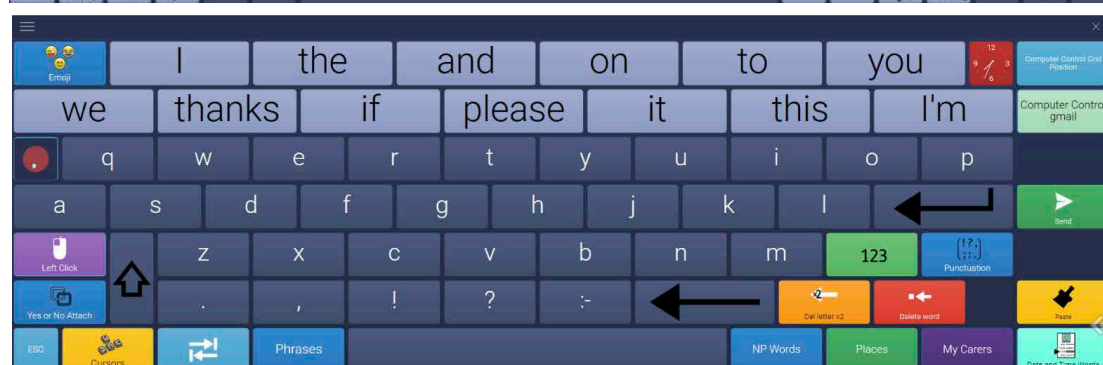 Emoji I the and on to you 12 9 3 6 Computer Control Grid Position
we thanks if please it this I'm Computer Contro gmail
q w e r t y u i o p
a s d f g h j k l Send
Left Click z x c v b n m 123 (!?,:;.) Punctuation
Yes or No Attach . , ! ? :- x2 Del letter x2 Delete word Paste
ESC Cursors Phrases NP Words Places My Carers Date and Time Words